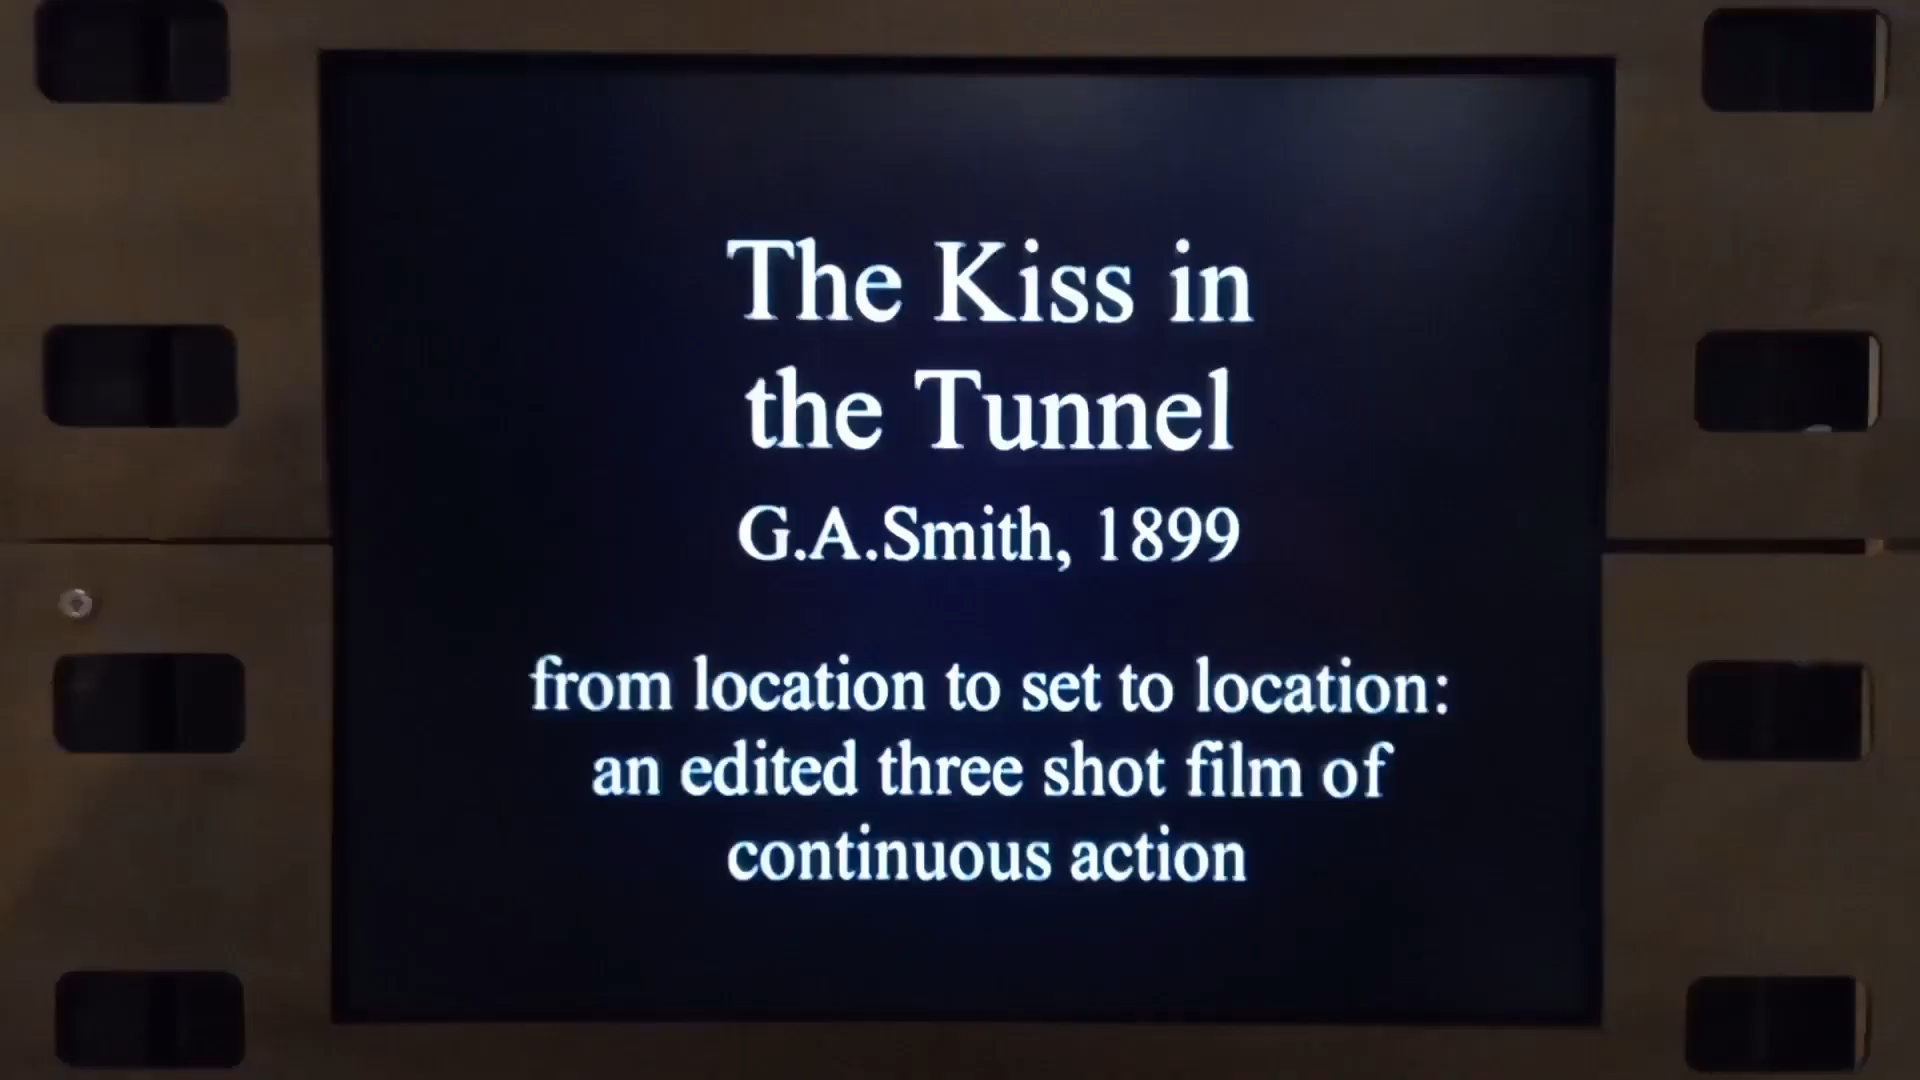 The Kiss in
the Tunnel
G.A.Smith, 1899
from location to set to location:
an edited three shot film of
continuous action